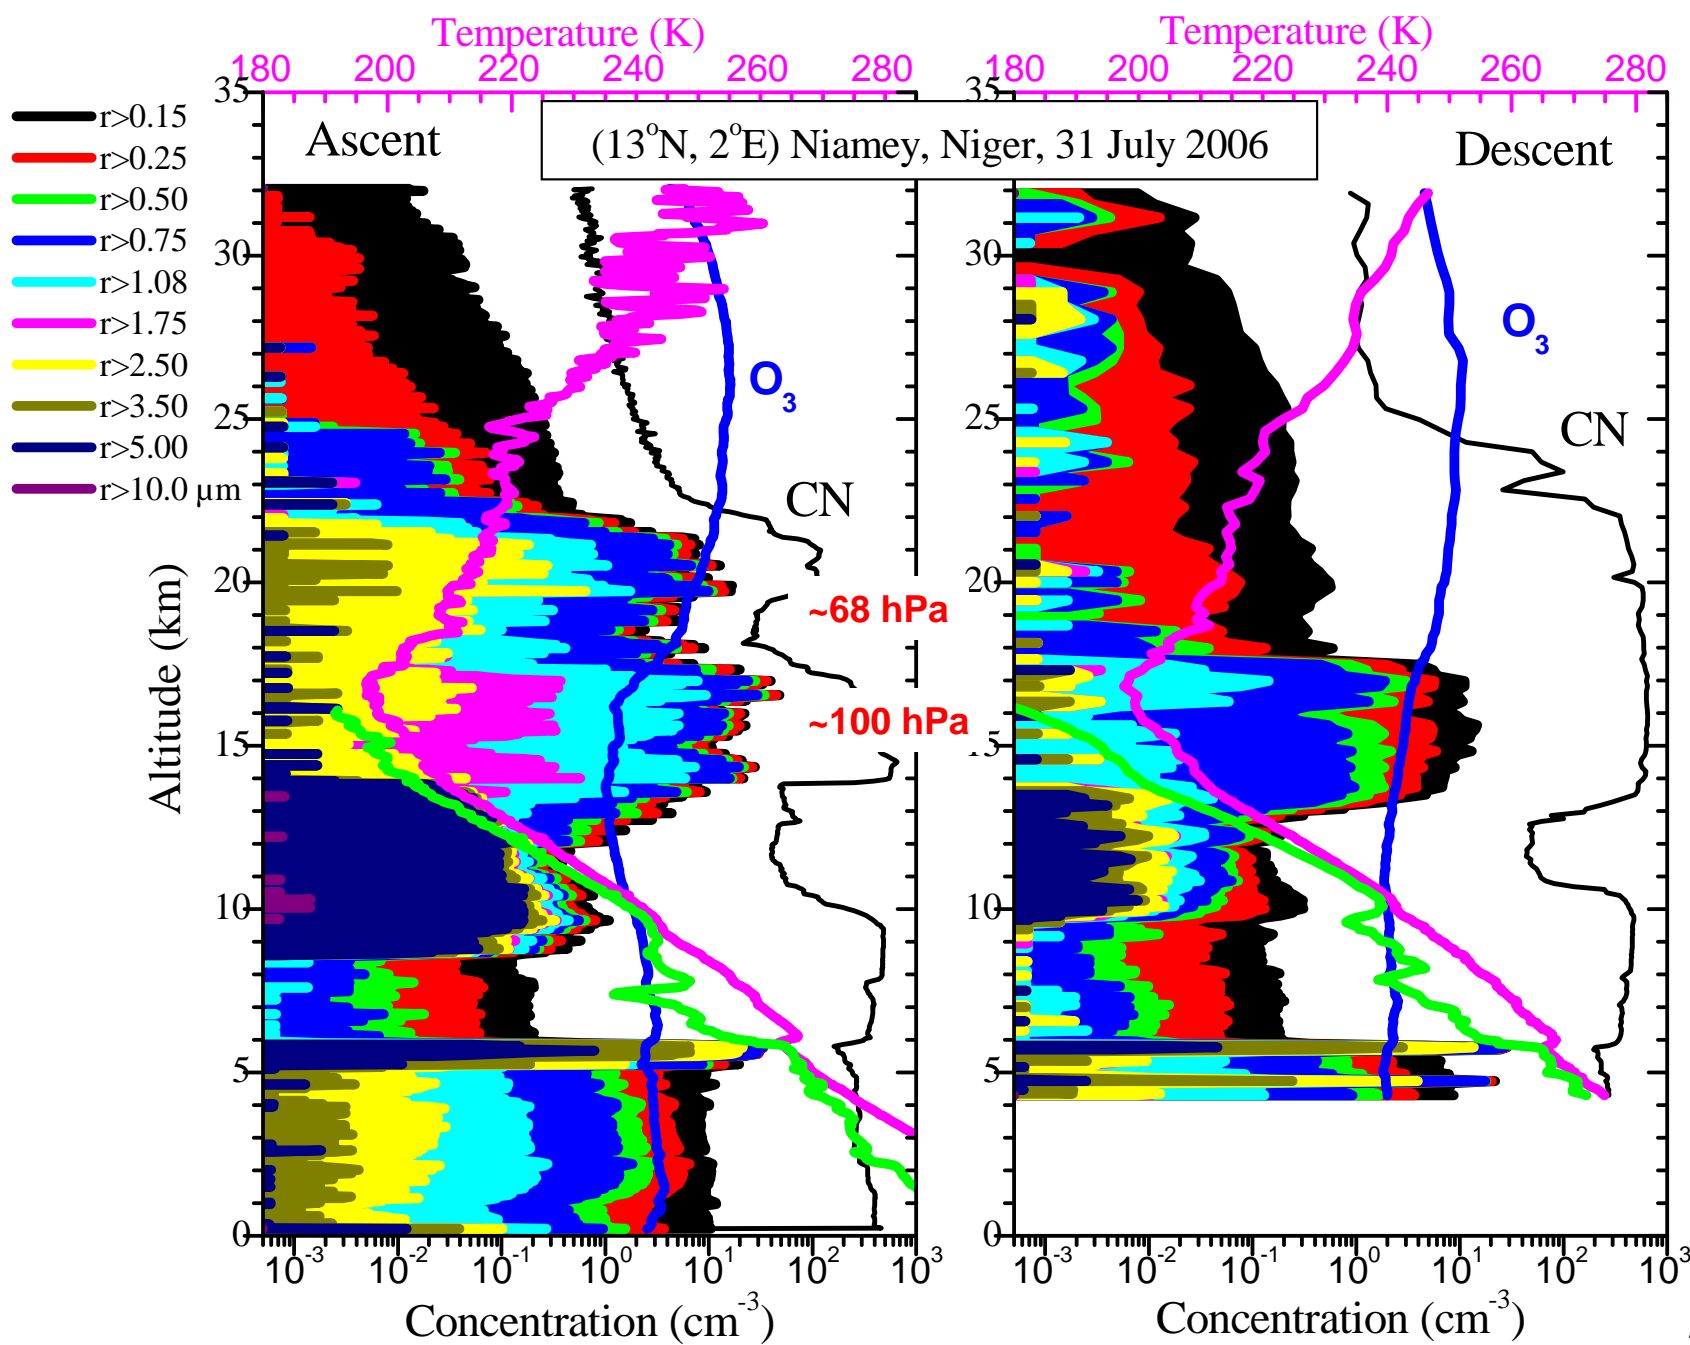 Temperature (K)
Temperature (K)
180 200 220 240 260 280
180 200 220 240 260 280
35
35
r>0.15
r>0.25
r>0.50
r>0.75
r>1.08
r>1.75
r>2.50
r>3.50
r>5.00
r>10.0 µm
Ascent
(13°N, 2°E) Niamey, Niger, 31 July 2006
Descent
30
25
20
15
10
5
0
30
25
20
15
10
5
0
Altitude (km)
O₃
CN
~68 hPa
~100 hPa
O₃
CN
10⁻³ 10⁻² 10⁻¹ 10⁰ 10¹ 10² 10³
10⁻³ 10⁻² 10⁻¹ 10⁰ 10¹ 10² 10³
Concentration (cm⁻³)
Concentration (cm⁻³)